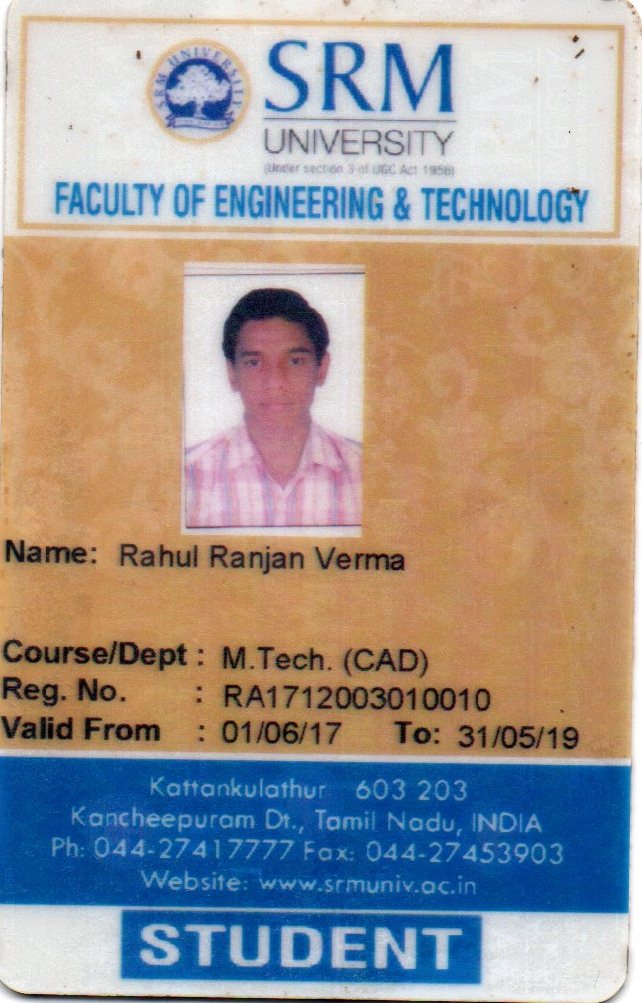 SRM UNIVERSITY
SRM
UNIVERSITY
(Under section 3 of UGC Act 1956)
FACULTY OF ENGINEERING & TECHNOLOGY
Name: Rahul Ranjan Verma
Course/Dept : M.Tech. (CAD)
Reg. No. : RA1712003010010
Valid From : 01/06/17 To: 31/05/19
Kattankulathur 603 203
Kancheepuram Dt., Tamil Nadu, INDIA
Ph: 044-27417777 Fax: 044-27453903
Website: www.srmuniv.ac.in
STUDENT